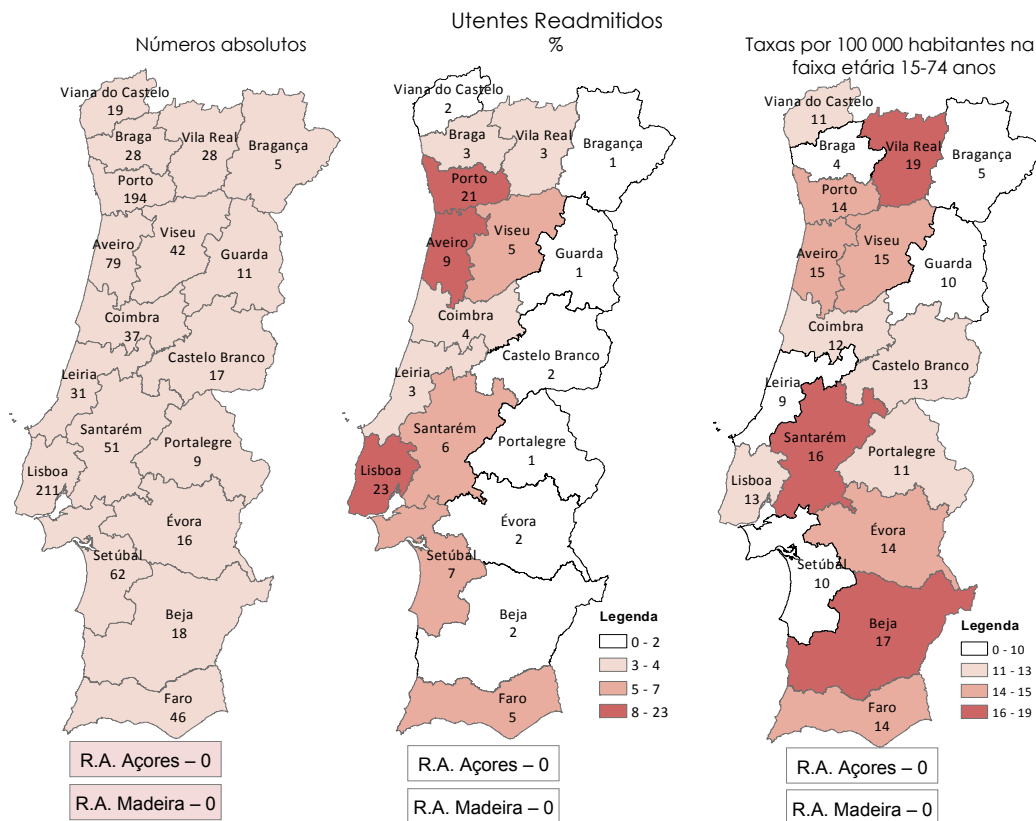 Utentes Readmitidos
%
Números absolutos
Viana do Castelo
19
Braga
28
Vila Real
28
Bragança
5
Porto
194
Aveiro
79
Viseu
42
Guarda
11
Coimbra
37
Castelo Branco
17
Leiria
31
Santarém
51
Portalegre
9
Lisboa
211
Évora
16
Setúbal
62
Beja
18
Faro
46
R.A. Açores – 0
R.A. Madeira – 0
Viana do Castelo
2
Braga
3
Vila Real
3
Bragança
1
Porto
21
Aveiro
9
Viseu
5
Guarda
1
Coimbra
4
Castelo Branco
2
Leiria
3
Santarém
6
Portalegre
1
Lisboa
23
Évora
2
Setúbal
7
Beja
2
Faro
5
Legenda
0 - 2
3 - 4
5 - 7
8 - 23
R.A. Açores – 0
R.A. Madeira – 0
Taxas por 100 000 habitantes na
faixa etária 15-74 anos
Viana do Castelo
11
Braga
4
Vila Real
19
Bragança
5
Porto
14
Aveiro
15
Viseu
15
Guarda
10
Coimbra
12
Castelo Branco
13
Leiria
9
Santarém
16
Portalegre
11
Lisboa
13
Évora
14
Setúbal
10
Beja
17
Faro
14
Legenda
0 - 10
11 - 13
14 - 15
16 - 19
R.A. Açores – 0
R.A. Madeira – 0